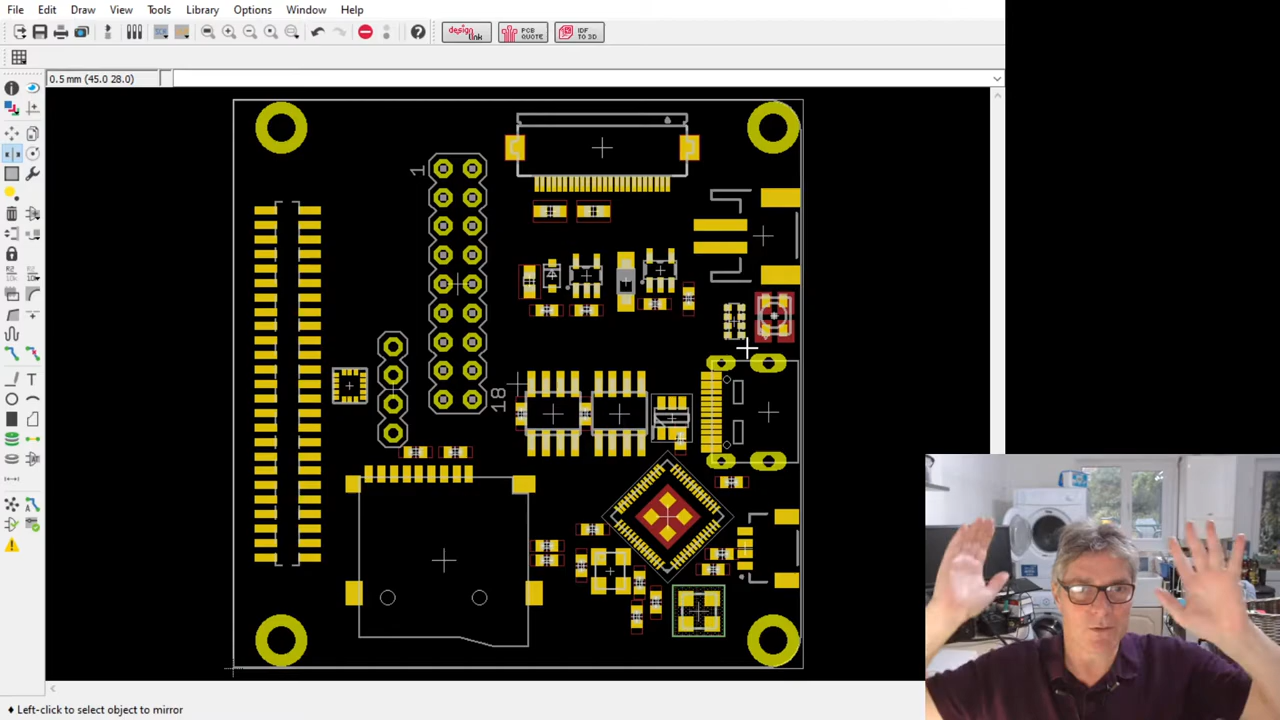 File Edit Draw View Tools Library Options Window Help
design link PCB QUOTE IDF TO 3D
0.5 mm (45.0 28.0)
1
18
Left-click to select object to mirror